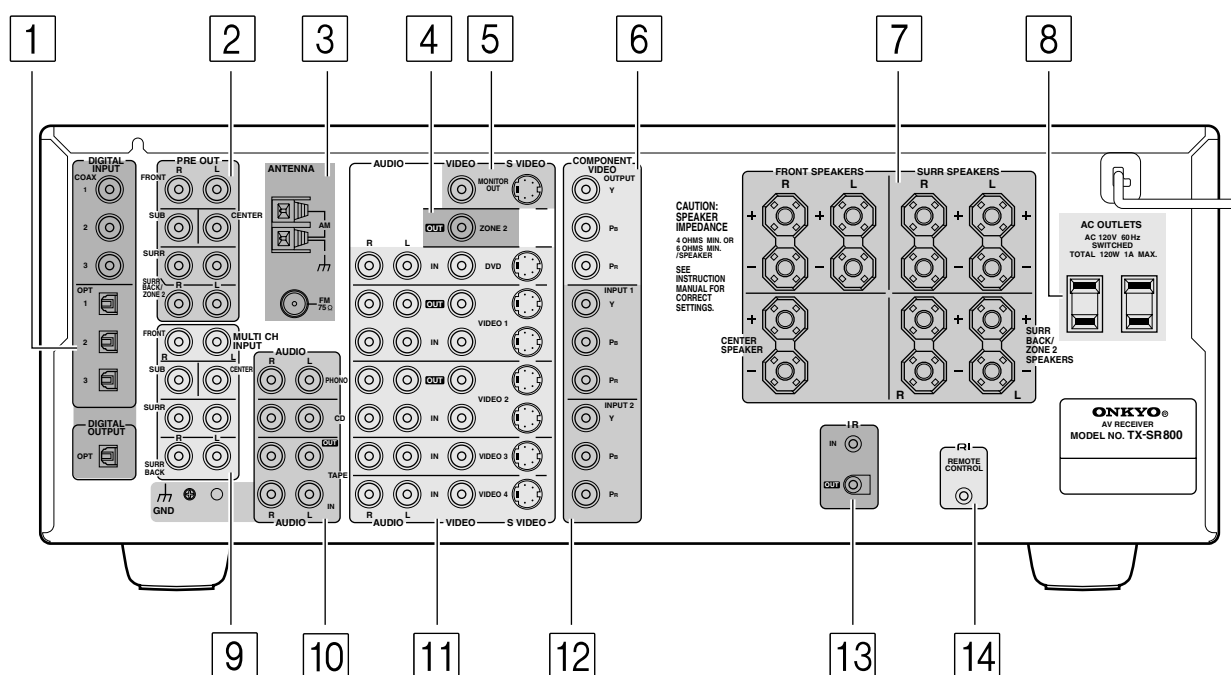 1
2
3
4
5
6
7
8
DIGITAL
INPUT
COAX
1
2
3
OPT
1
2
3
DIGITAL
OUTPUT
OPT
PRE OUT
R L
FRONT
SUB CENTER
SURR
SURR
BACK/
ZONE 2
R L
FRONT
MULTI CH
INPUT
R L
SUB CENTER
SURR
R L
SURR
BACK
GND
ANTENNA
AM
FM
75Ω
AUDIO
R L
PHONO
CD
OUT
TAPE
IN
R L
AUDIO
AUDIO VIDEO S VIDEO
MONITOR
OUT
OUT ZONE 2
R L
IN DVD
OUT
VIDEO 1
IN
OUT
VIDEO 2
IN
IN VIDEO 3
IN VIDEO 4
R L
AUDIO VIDEO S VIDEO
COMPONENT
VIDEO
OUTPUT
Y
PB
PR
INPUT 1
Y
PB
PR
INPUT 2
Y
PB
PR
CAUTION:
SPEAKER
IMPEDANCE
4 OHMS MIN. OR
6 OHMS MIN.
/SPEAKER
SEE
INSTRUCTION
MANUAL FOR
CORRECT
SETTINGS.
FRONT SPEAKERS
R L
+ +
− −
SURR SPEAKERS
R L
+ +
− −
CENTER
SPEAKER
+
−
+ +
− −
SURR
BACK/
ZONE 2
SPEAKERS
R L
AC OUTLETS
AC 120V 60Hz
SWITCHED
TOTAL 120W 1A MAX.
IR
IN
OUT
RI
REMOTE
CONTROL
ONKYO®
AV RECEIVER
MODEL NO. TX-SR800
9
10
11
12
13
14